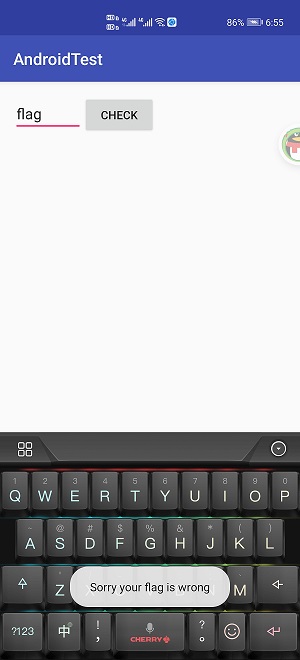 86% 6:55
AndroidTest
flag CHECK
1 2 3 4 5 6 7 8 9 0
Q W E R T Y U I O P
~ @ # $ % & * ( )
A S D F G H J K L
Z M
Sorry your flag is wrong
?123 中 ! , CHERRY ? 。